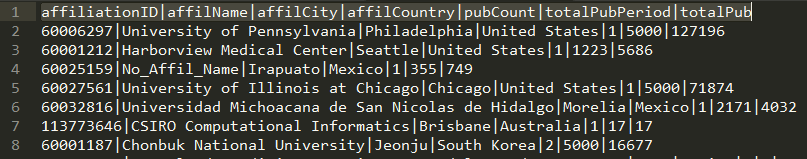 1 affiliationID|affilName|affilCity|affilCountry|pubCount|totalPubPeriod|totalPub
2 60006297|University of Pennsylvania|Philadelphia|United States|1|5000|127196
3 60001212|Harborview Medical Center|Seattle|United States|1|1223|5686
4 60025159|No_Affil_Name|Irapuato|Mexico|1|355|749
5 60027561|University of Illinois at Chicago|Chicago|United States|1|5000|71874
6 60032816|Universidad Michoacana de San Nicolas de Hidalgo|Morelia|Mexico|1|2171|4032
7 113773646|CSIRO Computational Informatics|Brisbane|Australia|1|17|17
8 60001187|Chonbuk National University|Jeonju|South Korea|2|5000|16677